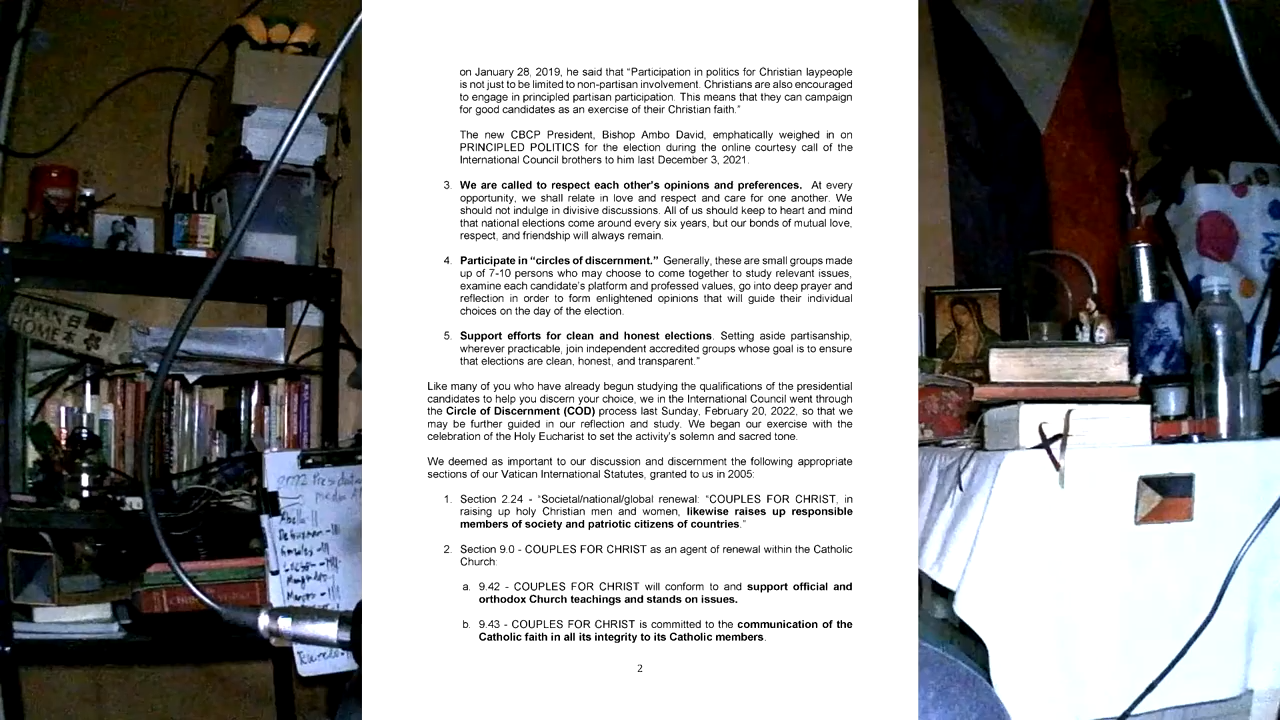 on January 28, 2019, he said that “Participation in politics for Christian laypeople
is not just to be limited to non-partisan involvement. Christians are also encouraged
to engage in principled partisan participation. This means that they can campaign
for good candidates as an exercise of their Christian faith.”
The new CBCP President, Bishop Ambo David, emphatically weighed in on
PRINCIPLED POLITICS for the election during the online courtesy call of the
International Council brothers to him last December 3, 2021.
3. We are called to respect each other’s opinions and preferences. At every
opportunity, we shall relate in love and respect and care for one another. We
should not indulge in divisive discussions. All of us should keep to heart and mind
that national elections come around every six years, but our bonds of mutual love,
respect, and friendship will always remain.
4. Participate in “circles of discernment.” Generally, these are small groups made
up of 7-10 persons who may choose to come together to study relevant issues,
examine each candidate’s platform and professed values, go into deep prayer and
reflection in order to form enlightened opinions that will guide their individual
choices on the day of the election.
5. Support efforts for clean and honest elections. Setting aside partisanship,
wherever practicable, join independent accredited groups whose goal is to ensure
that elections are clean, honest, and transparent.”
Like many of you who have already begun studying the qualifications of the presidential
candidates to help you discern your choice, we in the International Council went through
the Circle of Discernment (COD) process last Sunday, February 20, 2022, so that we
may be further guided in our reflection and study. We began our exercise with the
celebration of the Holy Eucharist to set the activity’s solemn and sacred tone.
We deemed as important to our discussion and discernment the following appropriate
sections of our Vatican International Statutes, granted to us in 2005:
1. Section 2.24 - “Societal/national/global renewal: “COUPLES FOR CHRIST, in
raising up holy Christian men and women, likewise raises up responsible
members of society and patriotic citizens of countries.”
2. Section 9.0 - COUPLES FOR CHRIST as an agent of renewal within the Catholic
Church:
a. 9.42 - COUPLES FOR CHRIST will conform to and support official and
orthodox Church teachings and stands on issues.
b. 9.43 - COUPLES FOR CHRIST is committed to the communication of the
Catholic faith in all its integrity to its Catholic members.
2
HOME